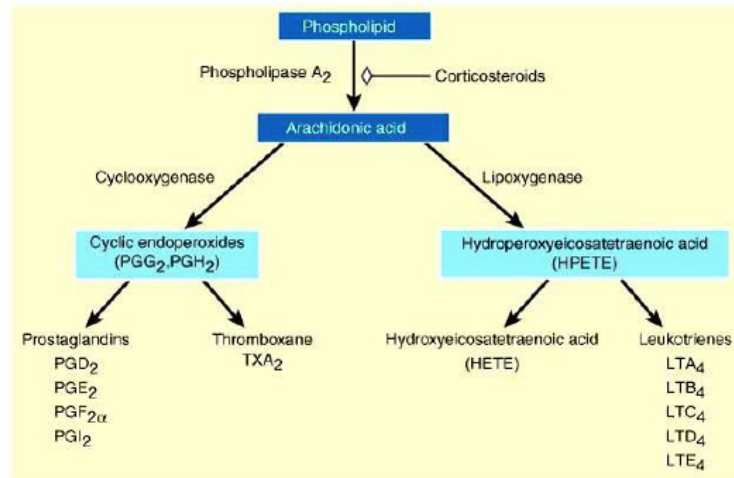 Phospholipid
Phospholipase A2
Corticosteroids
Arachidonic acid
Cyclooxygenase
Lipoxygenase
Cyclic endoperoxides
(PGG2,PGH2)
Hydroperoxyeicosatetraenoic acid
(HPETE)
Prostaglandins
PGD2
PGE2
PGF2α
PGI2
Thromboxane
TXA2
Hydroxyeicosatetraenoic acid
(HETE)
Leukotrienes
LTA4
LTB4
LTC4
LTD4
LTE4